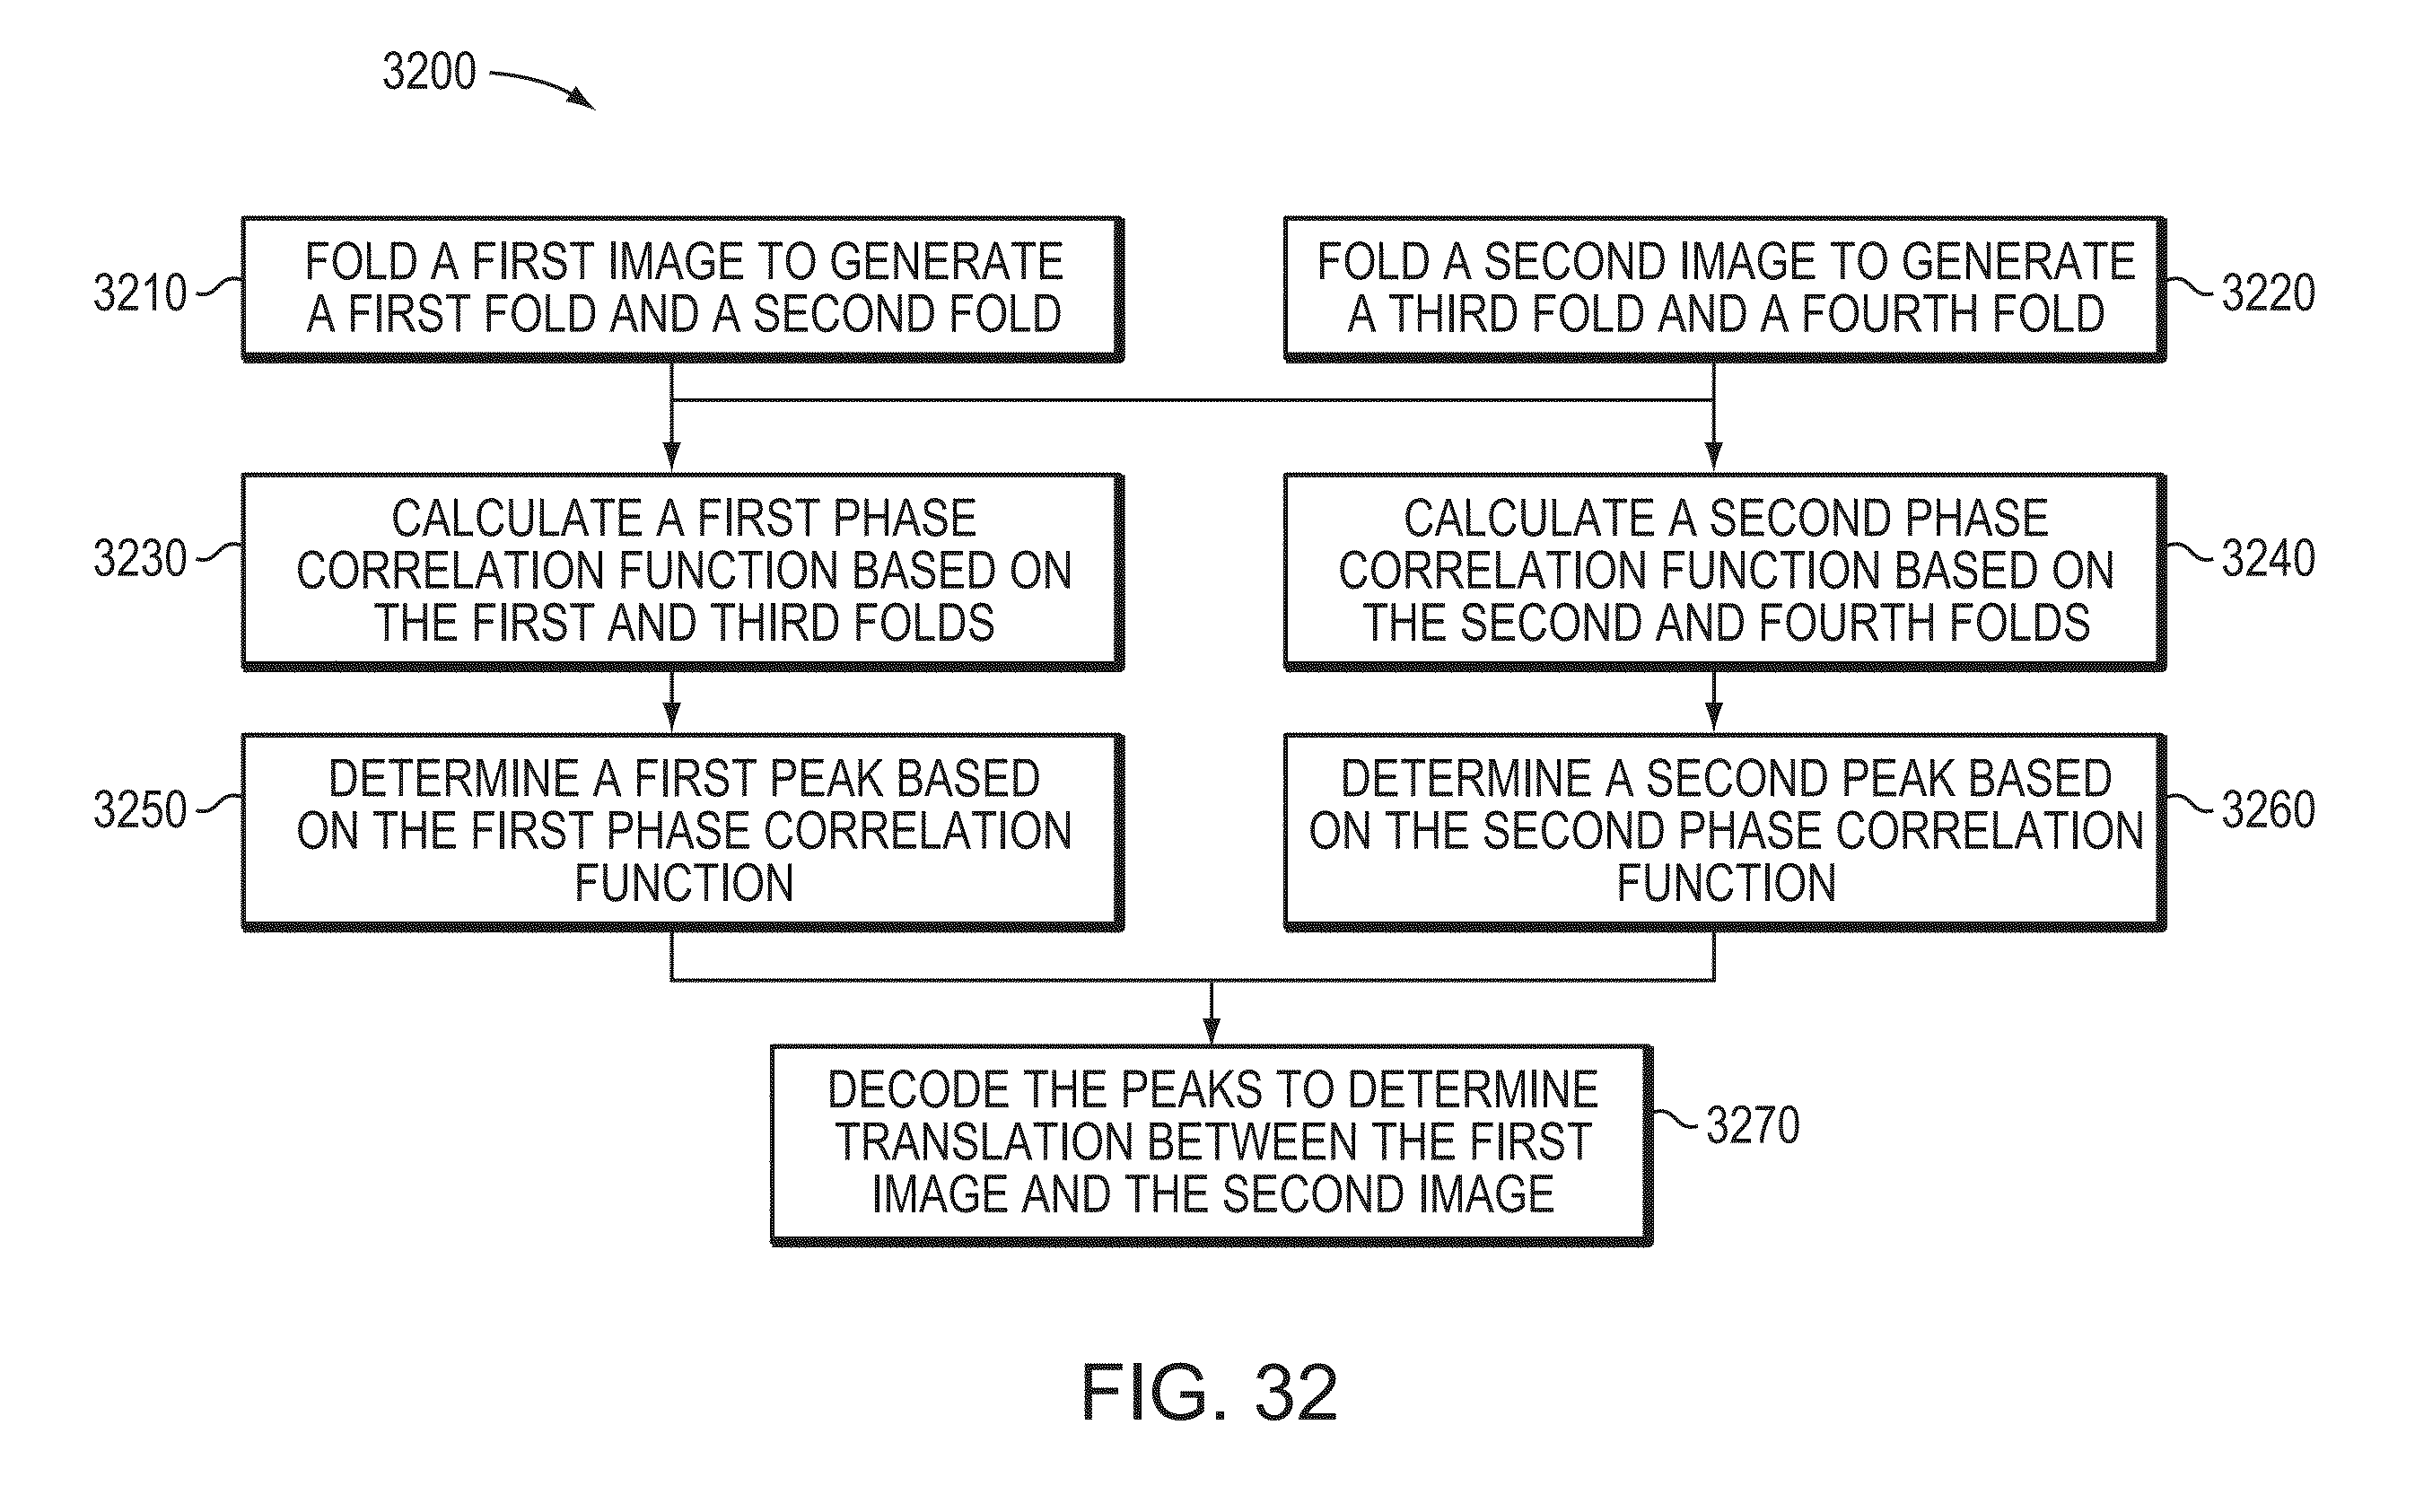 3200
3210
FOLD A FIRST IMAGE TO GENERATE
A FIRST FOLD AND A SECOND FOLD
FOLD A SECOND IMAGE TO GENERATE
A THIRD FOLD AND A FOURTH FOLD
3220
3230
CALCULATE A FIRST PHASE
CORRELATION FUNCTION BASED ON
THE FIRST AND THIRD FOLDS
CALCULATE A SECOND PHASE
CORRELATION FUNCTION BASED ON
THE SECOND AND FOURTH FOLDS
3240
3250
DETERMINE A FIRST PEAK BASED
ON THE FIRST PHASE CORRELATION
FUNCTION
DETERMINE A SECOND PEAK BASED
ON THE SECOND PHASE CORRELATION
FUNCTION
3260
DECODE THE PEAKS TO DETERMINE
TRANSLATION BETWEEN THE FIRST
IMAGE AND THE SECOND IMAGE
3270
FIG. 32